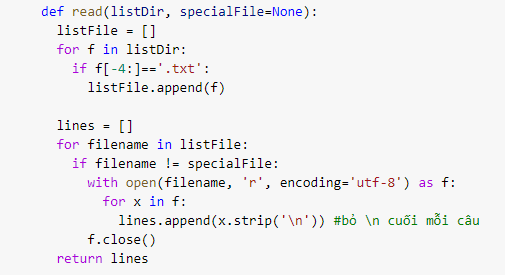 def read(listDir, specialFile=None):
  listFile = []
  for f in listDir:
    if f[-4:]=='.txt':
      listFile.append(f)

  lines = []
  for filename in listFile:
    if filename != specialFile:
      with open(filename, 'r', encoding='utf-8') as f:
        for x in f:
          lines.append(x.strip('\n')) #bỏ \n cuối mỗi câu
      f.close()
  return lines